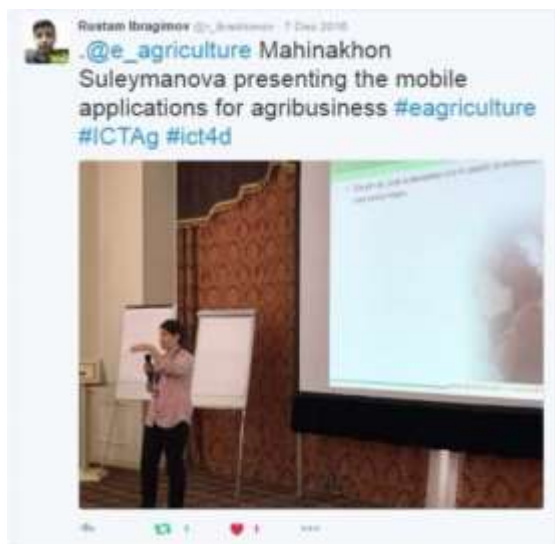 Rustam Ibragimov
.@e_agriculture Mahinakhon
Suleymanova presenting the mobile
applications for agribusiness #eagriculture
#ICTAg #ict4d
1 1